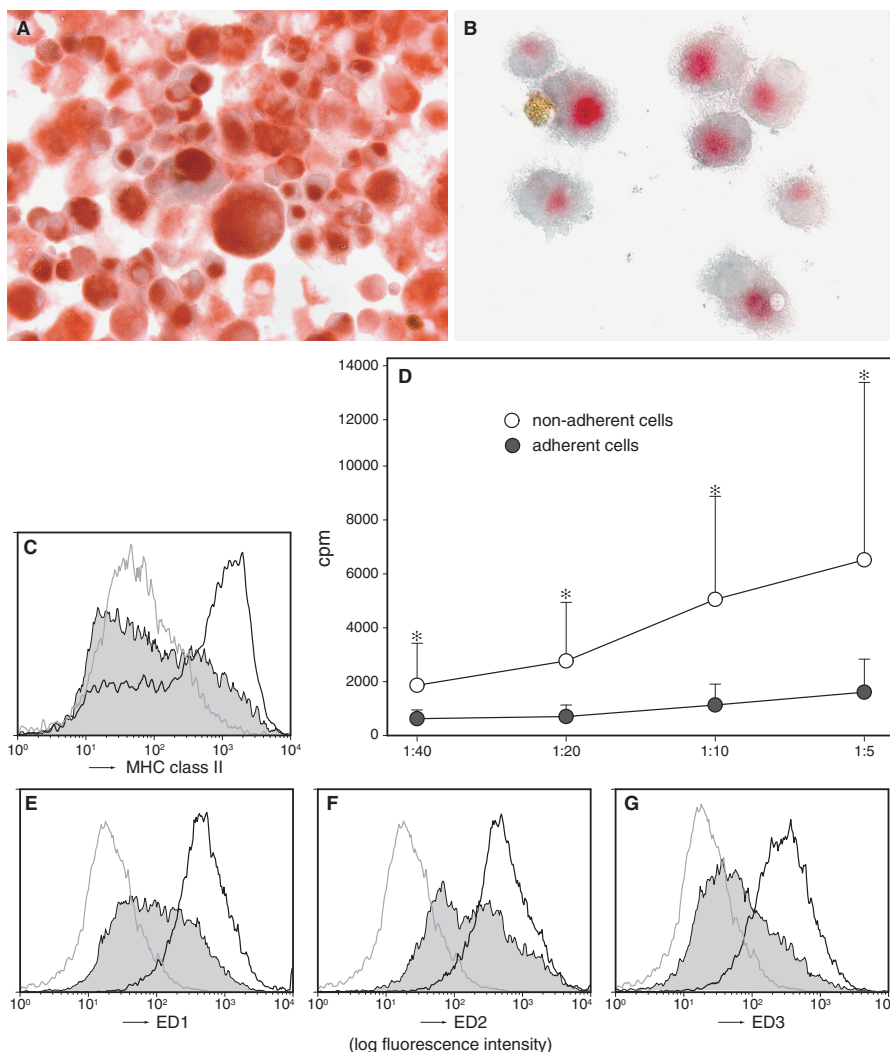 A
B
D
14000
12000
10000
8000
6000
4000
2000
0
cpm
non-adherent cells
adherent cells
*
*
*
*
1:40
1:20
1:10
1:5
C
10⁰ 10¹ 10² 10³ 10⁴
MHC class II
E
10⁰ 10¹ 10² 10³ 10⁴
ED1
F
10⁰ 10¹ 10² 10³ 10⁴
ED2
G
10⁰ 10¹ 10² 10³ 10⁴
ED3
(log fluorescence intensity)